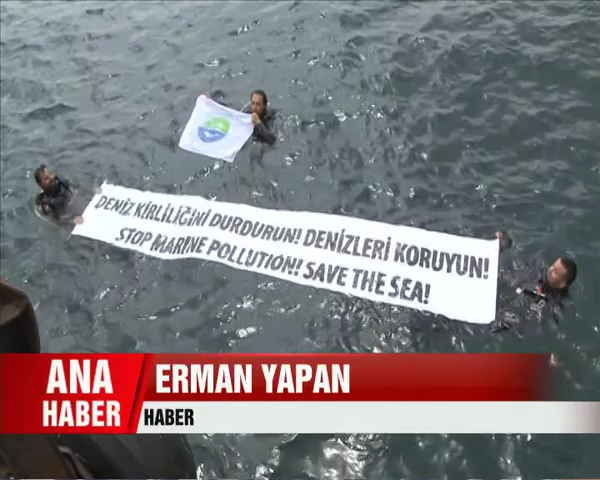 DENİZ KİRLİLİĞİNİ DURDURUN! DENİZLERİ KORUYUN!
STOP MARINE POLLUTION! SAVE THE SEA!
ANA
HABER
ERMAN YAPAN
HABER